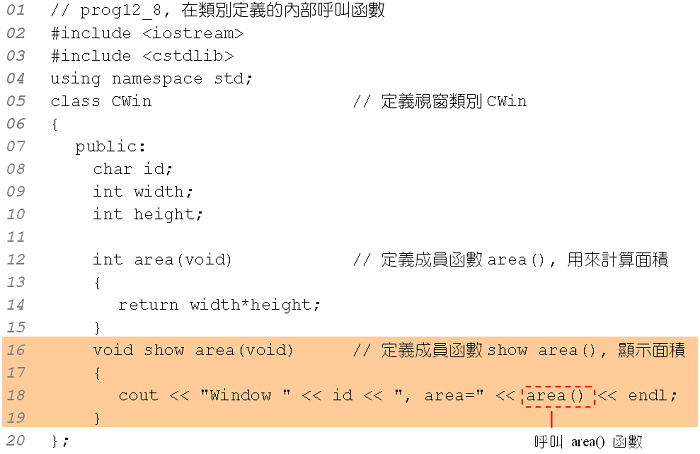 01 // prog12_8, 在類別定義的內部呼叫函數
02 #include <iostream>
03 #include <cstdlib>
04 using namespace std;
05 class CWin // 定義視窗類別 CWin
06 {
07 public:
08 char id;
09 int width;
10 int height;
11
12 int area(void) // 定義成員函數 area(), 用來計算面積
13 {
14 return width*height;
15 }
16 void show area(void) // 定義成員函數 show area(), 顯示面積
17 {
18 cout << "Window " << id << ", area=" << area() << endl;
19 }
20 };
呼叫 area() 函數